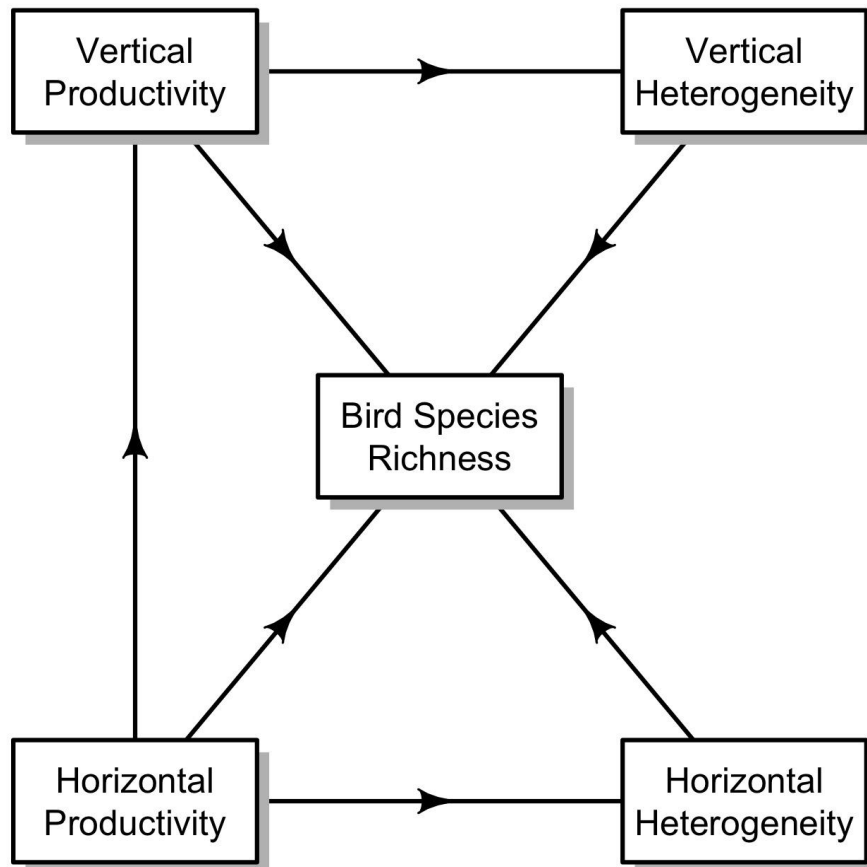 Vertical
Productivity
Vertical
Heterogeneity
Bird Species
Richness
Horizontal
Productivity
Horizontal
Heterogeneity